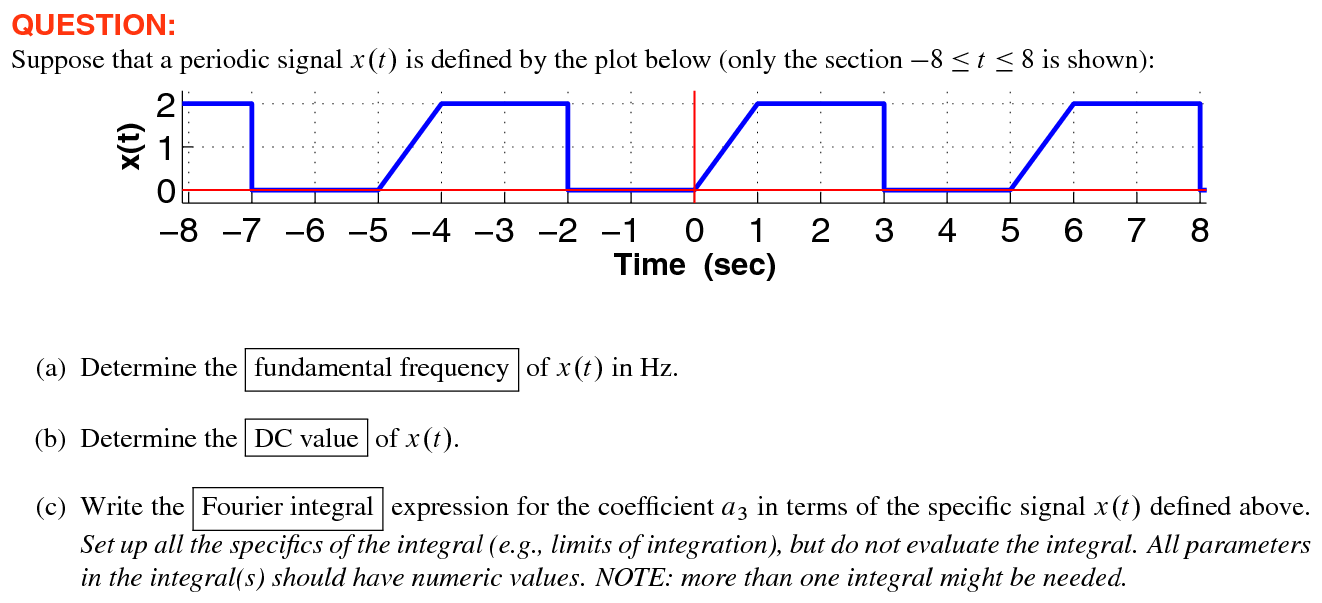 QUESTION:
Suppose that a periodic signal x(t) is defined by the plot below (only the section −8 ≤ t ≤ 8 is shown):
2
1
0
x(t)
−8 −7 −6 −5 −4 −3 −2 −1 0 1 2 3 4 5 6 7 8
Time (sec)
(a) Determine the fundamental frequency of x(t) in Hz.
(b) Determine the DC value of x(t).
(c) Write the Fourier integral expression for the coefficient a₃ in terms of the specific signal x(t) defined above.
Set up all the specifics of the integral (e.g., limits of integration), but do not evaluate the integral. All parameters
in the integral(s) should have numeric values. NOTE: more than one integral might be needed.